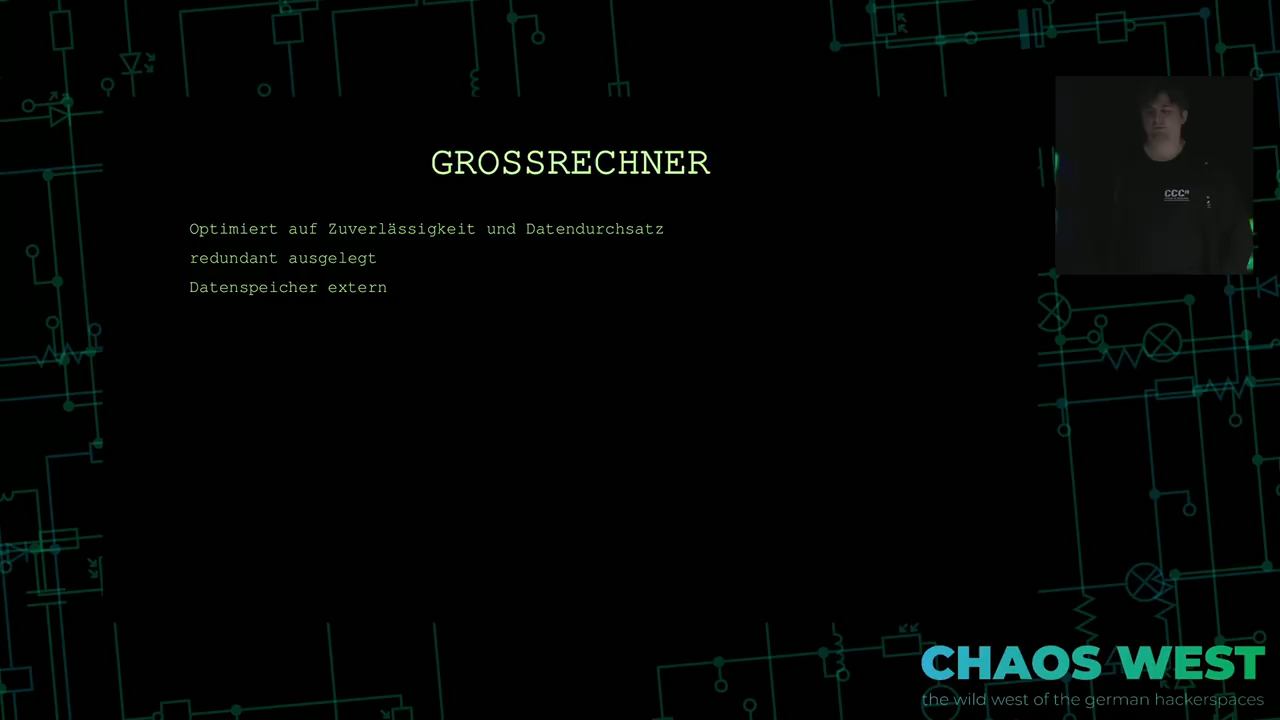 GROSSRECHNER
Optimiert auf Zuverlässigkeit und Datendurchsatz
redundant ausgelegt
Datenspeicher extern
CCC
CHAOS WEST
the wild west of the german hackerspaces